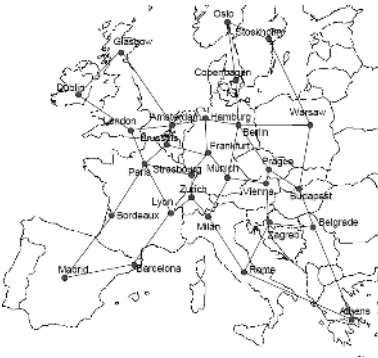 Oslo
Stockholm
Glasgow
Copenhagen
Dublin
London
Amsterdam
Hamburg
Warsaw
Berlin
Brussels
Frankfurt
Paris
Strasbourg
Munich
Prague
Zurich
Vienna
Budapest
Lyon
Bordeaux
Milan
Zagreb
Belgrade
Madrid
Barcelona
Rome
Athens